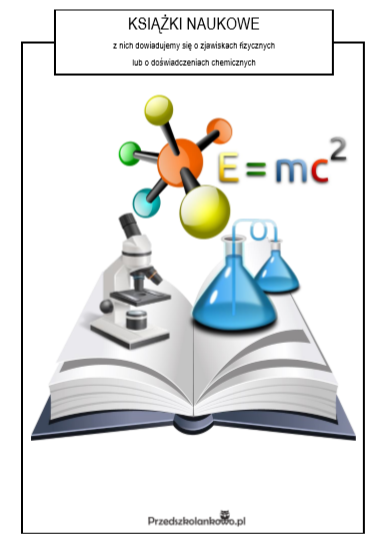 KSIĄŻKI NAUKOWE
z nich dowiadujemy się o zjawiskach fizycznych
lub o doświadczeniach chemicznych
E=mc²
Przedszkolankowo.pl